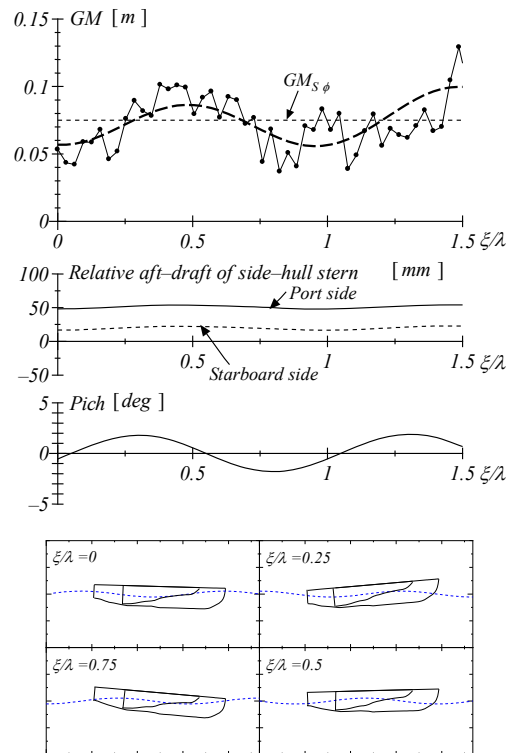 0.15 GM [m]
0.1
GM_{S ϕ}
0.05
0
0 0.5 1 1.5 ξ/λ
100 Relative aft–draft of side–hull stern [mm]
Port side
50
0
0.5 1 1.5 ξ/λ
–50 Starboard side
5 Pich [deg]
0
0.5 1 1.5 ξ/λ
–5
ξ/λ =0 ξ/λ =0.25
ξ/λ =0.75 ξ/λ =0.5